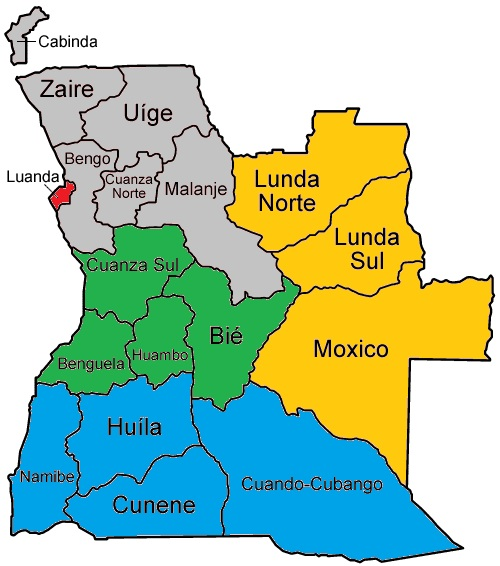 Cabinda
Zaire
Uíge
Bengo
Luanda
Cuanza
Norte
Malanje
Lunda
Norte
Lunda
Sul
Cuanza Sul
Bié
Huambo
Benguela
Moxico
Huíla
Namibe
Cunene
Cuando-Cubango